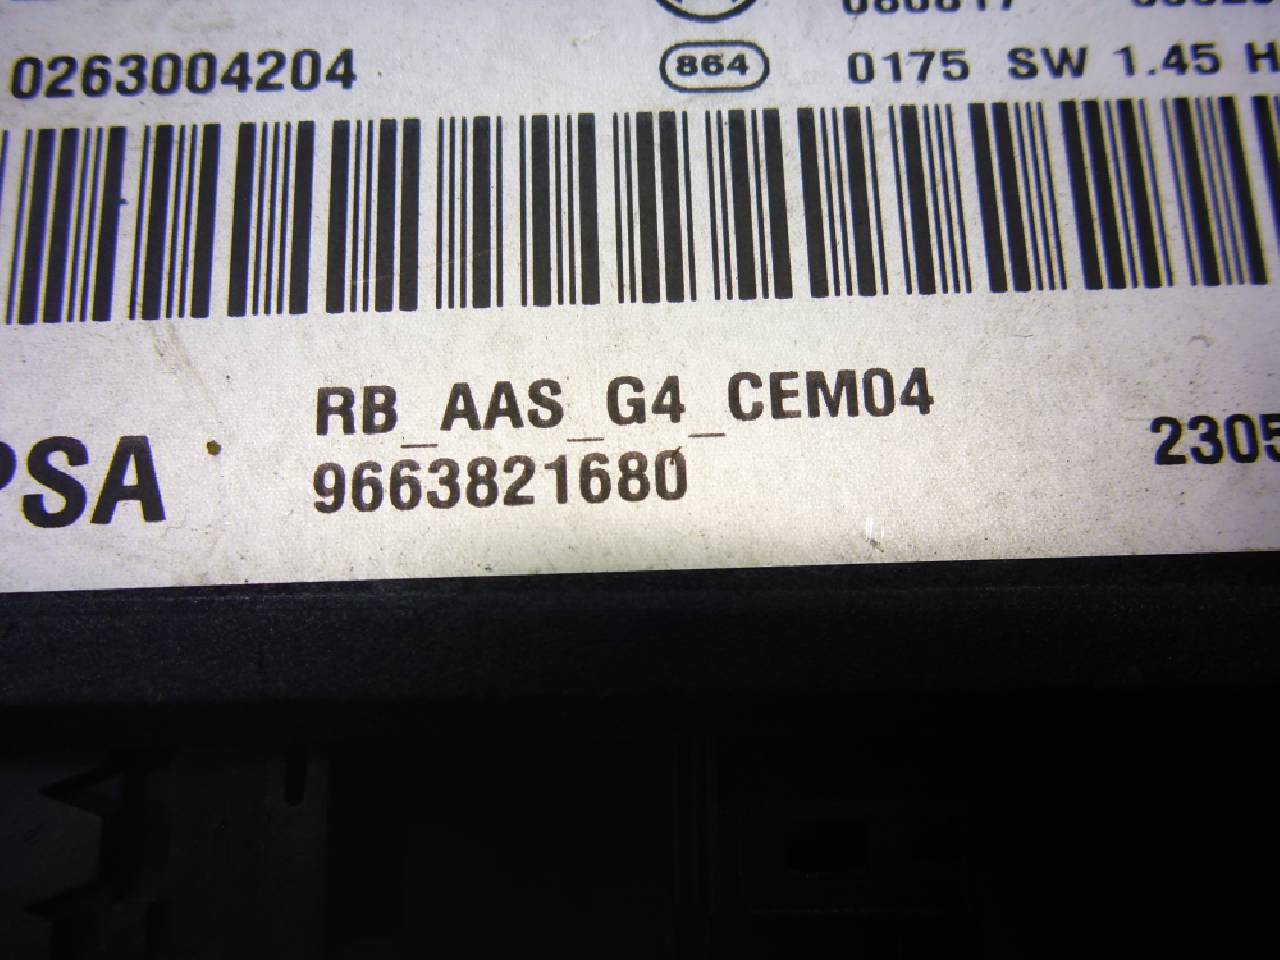 0263004204
864
0175 SW 1.45 H
RB_AAS_G4_CEM04
PSA
9663821680
2305